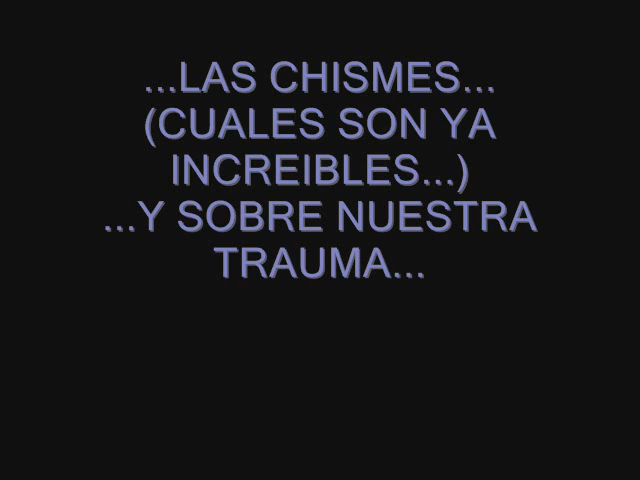 ...LAS CHISMES...
(CUALES SON YA
INCREIBLES...)
...Y SOBRE NUESTRA
TRAUMA...